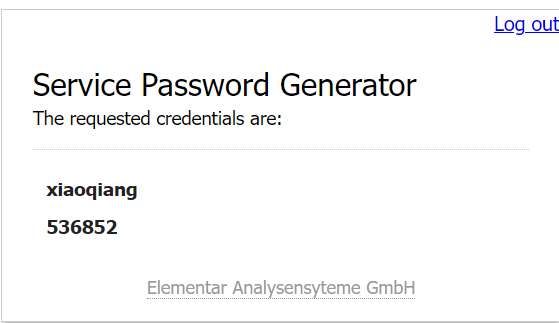 Log out
Service Password Generator
The requested credentials are:
xiaoqiang
536852
Elementar Analysensyteme GmbH